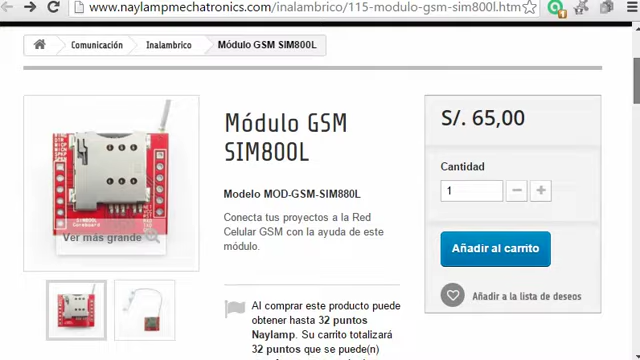 www.naylampmechatronics.com/inalambrico/115-modulo-gsm-sim800l.htm
Comunicación
Inalambrico
Módulo GSM SIM800L
Módulo GSM
SIM800L
Modelo MOD-GSM-SIM880L
Conecta tus proyectos a la Red
Celular GSM con la ayuda de este
módulo.
Ver más grande
Al comprar este producto puede
obtener hasta 32 puntos
Naylamp. Su carrito totalizará
32 puntos que se puede(n)
S/. 65,00
Cantidad
1
Añadir al carrito
Añadir a la lista de deseos